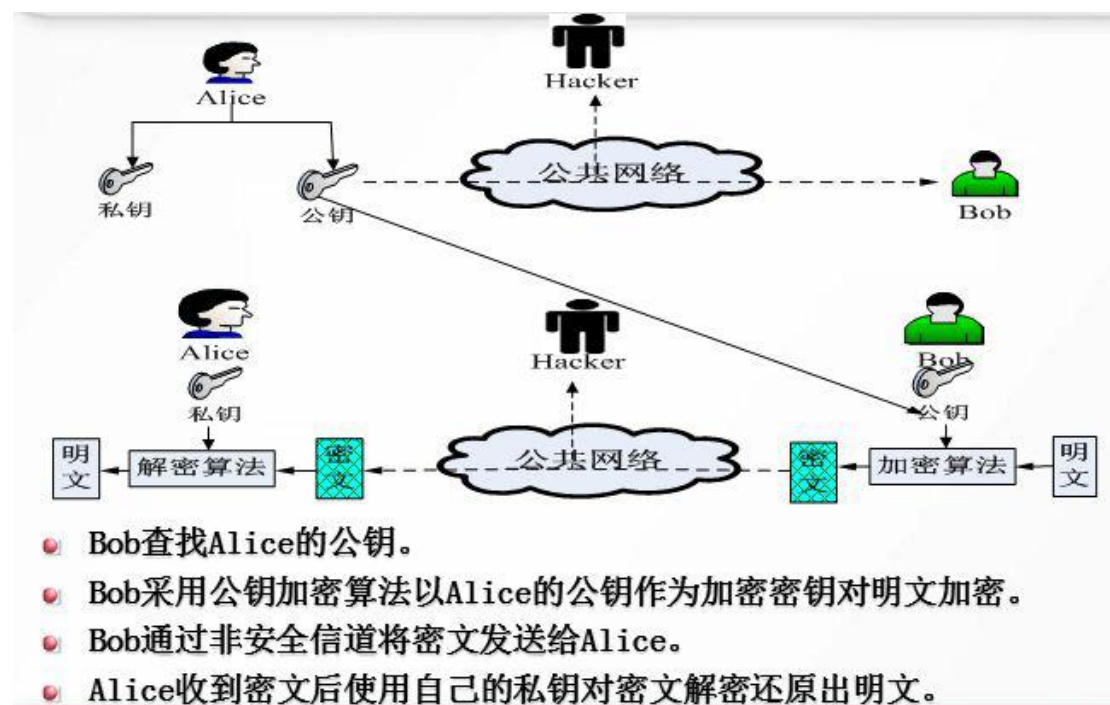 Hacker
Alice
公共网络
私钥
公钥
Bob
Alice
Hacker
Bob
私钥
公钥
明文
解密算法
密文
公共网络
密文
加密算法
明文
Bob查找Alice的公钥。
Bob采用公钥加密算法以Alice的公钥作为加密密钥对明文加密。
Bob通过非安全信道将密文发送给Alice。
Alice收到密文后使用自己的私钥对密文解密还原出明文。